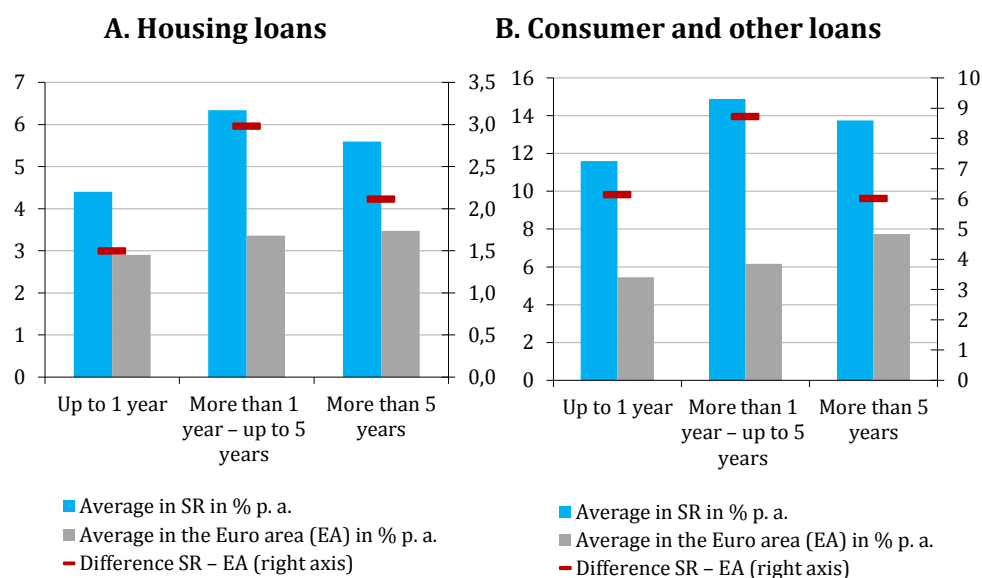 A. Housing loans
7
6
5
4
3
2
1
0
3,5
3,0
2,5
2,0
1,5
1,0
0,5
0,0
Up to 1 year
More than 1
year – up to 5
years
More than 5
years
Average in SR in % p. a.
Average in the Euro area (EA) in % p. a.
Difference SR – EA (right axis)
B. Consumer and other loans
16
14
12
10
8
6
4
2
0
10
9
8
7
6
5
4
3
2
1
0
Up to 1 year
More than 1
year – up to 5
years
More than 5
years
Average in SR in % p. a.
Average in the Euro area (EA) in % p. a.
Difference SR – EA (right axis)